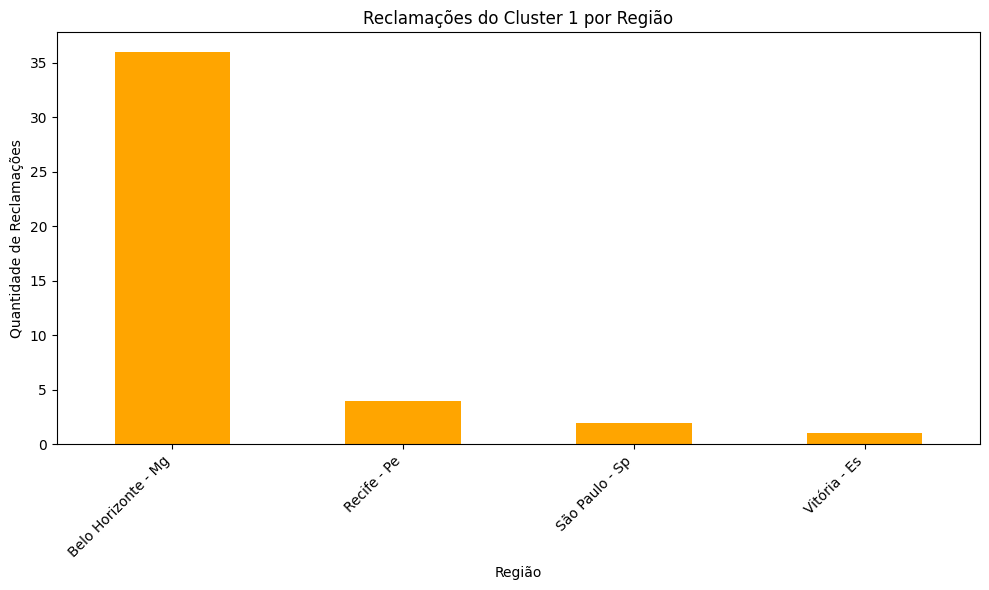 Reclamações do Cluster 1 por Região
Quantidade de Reclamações
35
30
25
20
15
10
5
0
Belo Horizonte - Mg
Recife - Pe
São Paulo - Sp
Vitória - Es
Região